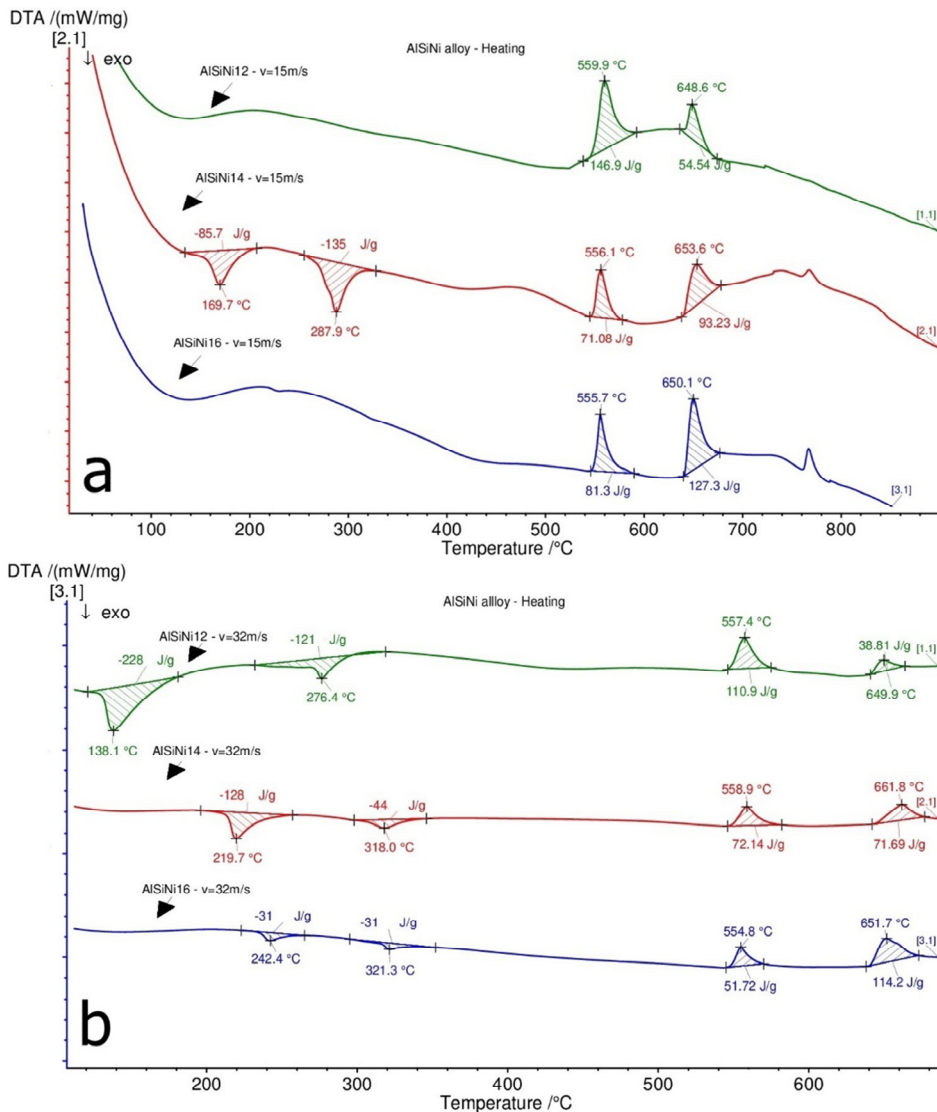 DTA /(mW/mg)
[2.1]
↓ exo
AlSiNi alloy - Heating
AlSiNi12 - v=15m/s
559.9 °C
648.6 °C
146.9 J/g
54.54 J/g
[1.1]
AlSiNi14 - v=15m/s
-85.7 J/g
-135 J/g
169.7 °C
287.9 °C
556.1 °C
653.6 °C
71.08 J/g
93.23 J/g
[2.1]
AlSiNi16 - v=15m/s
555.7 °C
650.1 °C
81.3 J/g
127.3 J/g
[3.1]
a
100 200 300 400 500 600 700 800
Temperature /°C
DTA /(mW/mg)
[3.1]
↓ exo
AlSiNi allloy - Heating
AlSiNi12 - v=32m/s
-228 J/g
-121 J/g
138.1 °C
276.4 °C
557.4 °C
38.81 J/g
[1.1]
110.9 J/g
649.9 °C
AlSiNi14 - v=32m/s
-128 J/g
-44 J/g
219.7 °C
318.0 °C
558.9 °C
661.8 °C
[2.1]
72.14 J/g
71.69 J/g
AlSiNi16 - v=32m/s
-31 J/g
-31 J/g
242.4 °C
321.3 °C
554.8 °C
651.7 °C
[3.1]
51.72 J/g
114.2 J/g
b
200 300 400 500 600
Temperature /°C